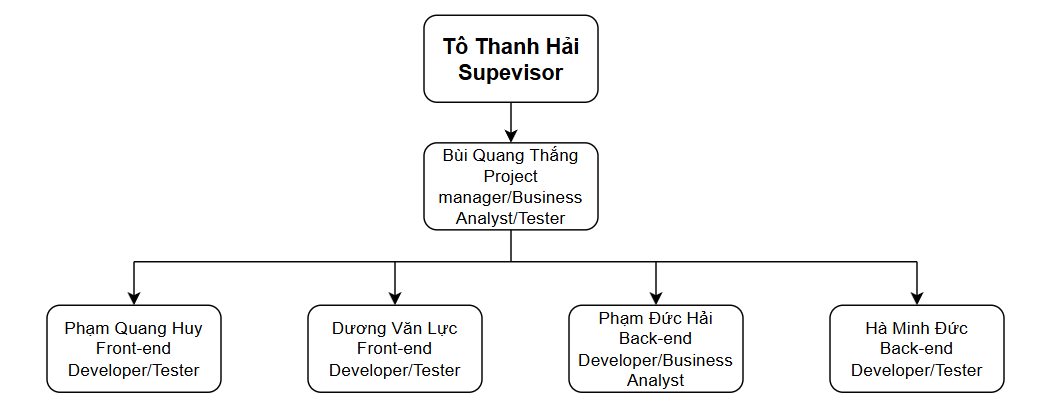 Tô Thanh Hải
Supevisor
Bùi Quang Thắng
Project
manager/Business
Analyst/Tester
Phạm Quang Huy
Front-end
Developer/Tester
Dương Văn Lực
Front-end
Developer/Tester
Phạm Đức Hải
Back-end
Developer/Business
Analyst
Hà Minh Đức
Back-end
Developer/Tester